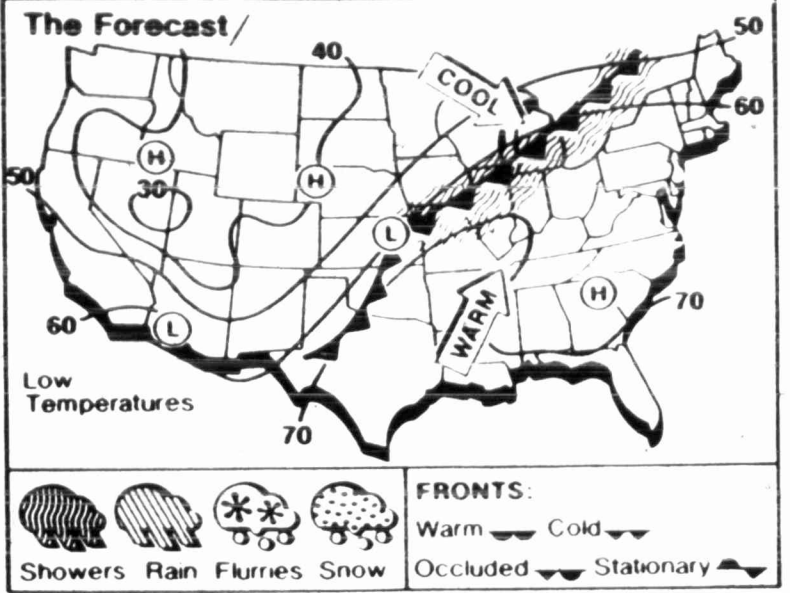 The Forecast/
50
40
COOL
60
H
H
50
30
L
H
WARM
70
60
L
Low
Temperatures
70
Showers Rain Flurries Snow
FRONTS:
Warm Cold
Occluded Stationary